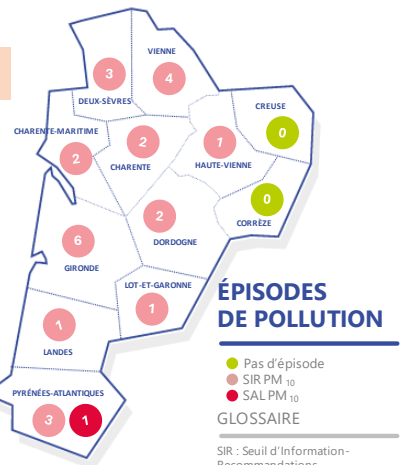 VIENNE
3
4
DEUX-SÈVRES
CREUSE
0
CHARENTE-MARITIME
2
2
CHARENTE
1
HAUTE-VIENNE
0
CORRÈZE
2
DORDOGNE
6
GIRONDE
LOT-ET-GARONNE
1
1
LANDES
PYRÉNÉES-ATLANTIQUES
3
1
ÉPISODES
DE POLLUTION
Pas d'épisode
SIR PM 10
SAL PM 10
GLOSSAIRE
SIR : Seuil d'Information-
Recommandations